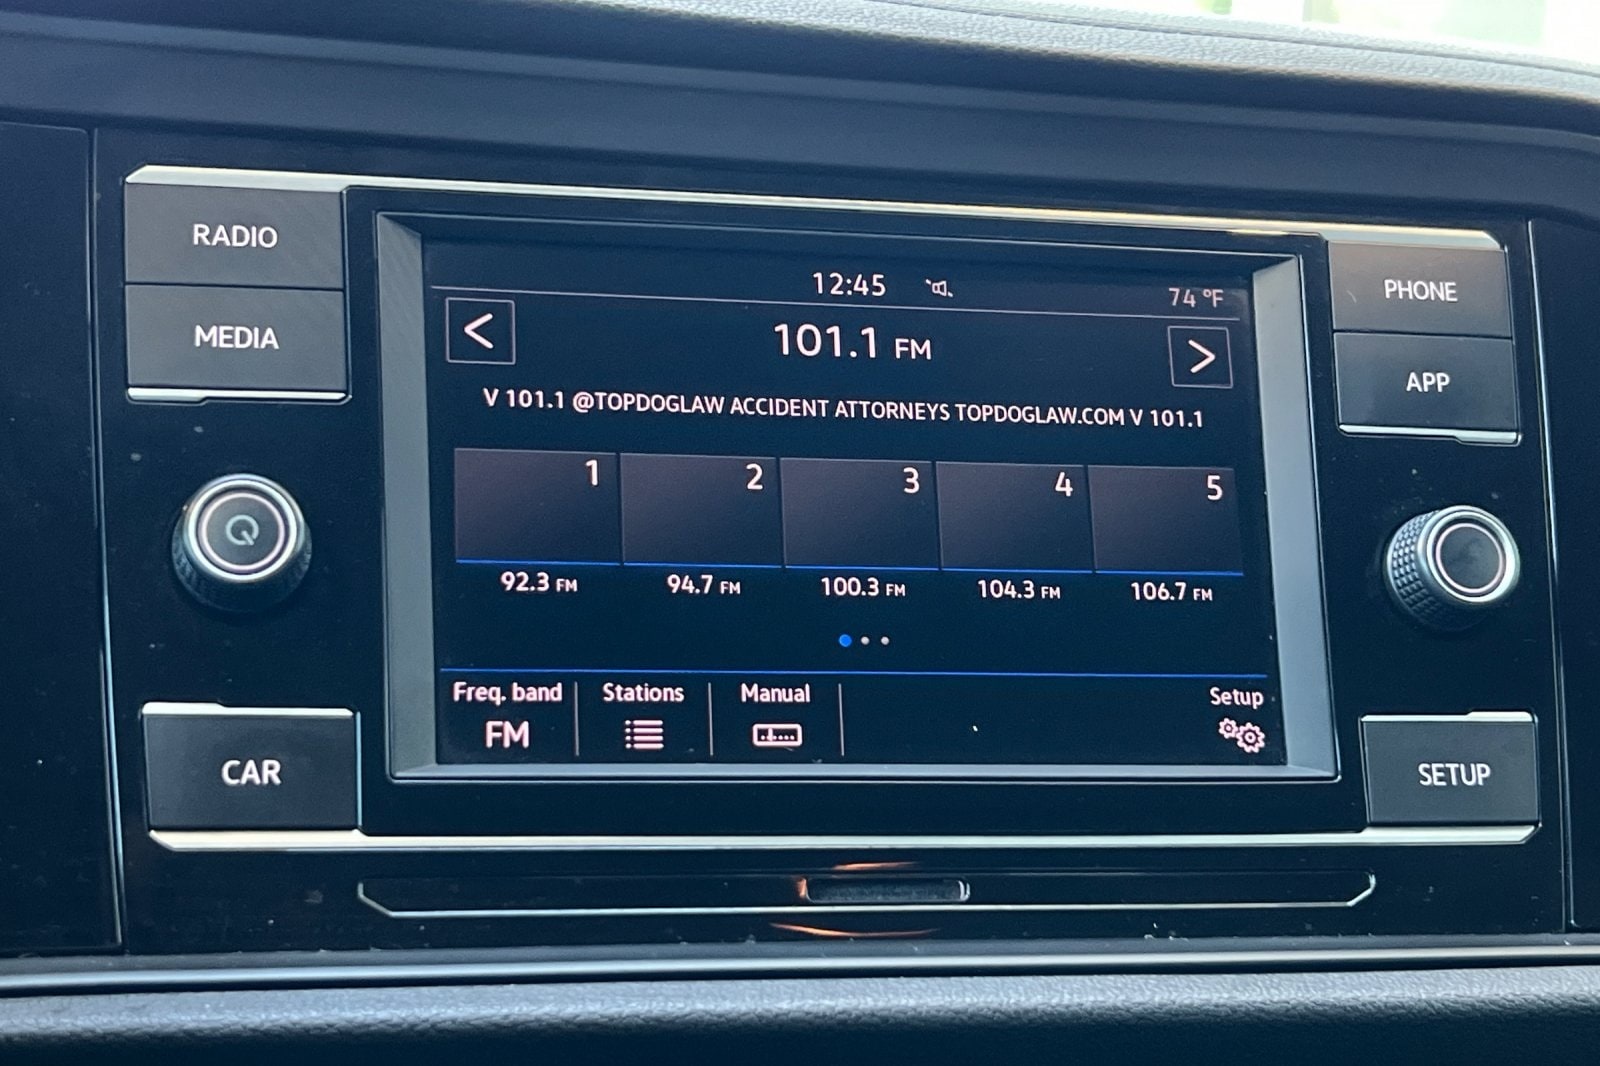 RADIO
MEDIA
CAR
12:45
74 °F
<
101.1 FM
>
V 101.1 @TOPDOGLAW ACCIDENT ATTORNEYS TOPDOGLAW.COM V 101.1
1 2 3 4 5
92.3 FM 94.7 FM 100.3 FM 104.3 FM 106.7 FM
Freq. band Stations Manual Setup
FM
PHONE
APP
SETUP